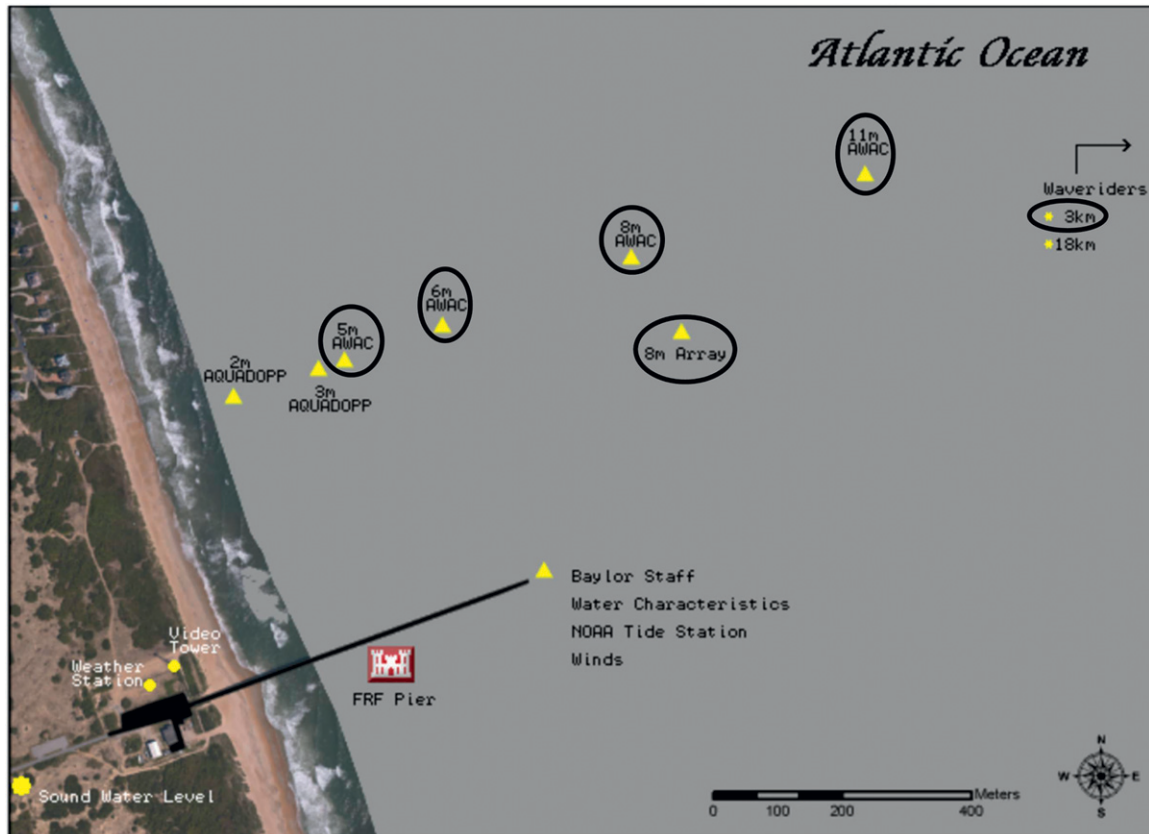 Atlantic Ocean
11m
AWAC
Waveriders
3km
18km
8m
AWAC
6m
AWAC
5m
AWAC
8m Array
2m
AQUADOPP
3m
AQUADOPP
Baylor Staff
Water Characteristics
NOAA Tide Station
Winds
Video
Tower
Weather
Station
FRF Pier
Sound Water Level
N
W E
S
Meters
0 100 200 400